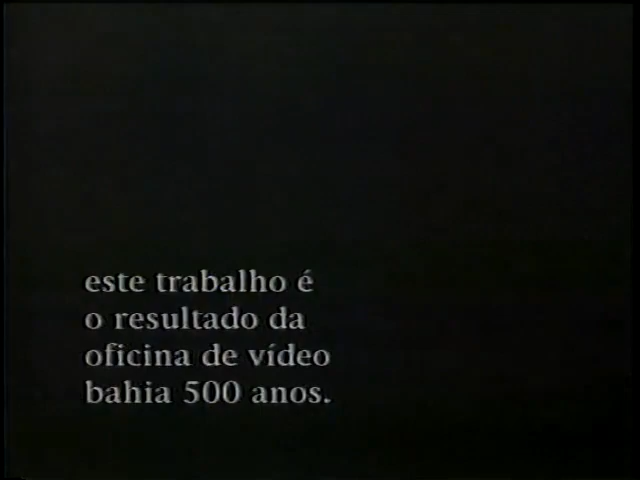 este trabalho é
o resultado da
oficina de vídeo
bahia 500 anos.